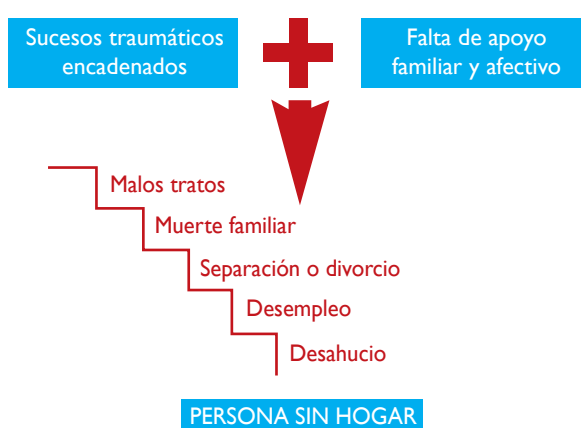 Sucesos traumáticos
encadenados
Falta de apoyo
familiar y afectivo
Malos tratos
Muerte familiar
Separación o divorcio
Desempleo
Desahucio
PERSONA SIN HOGAR